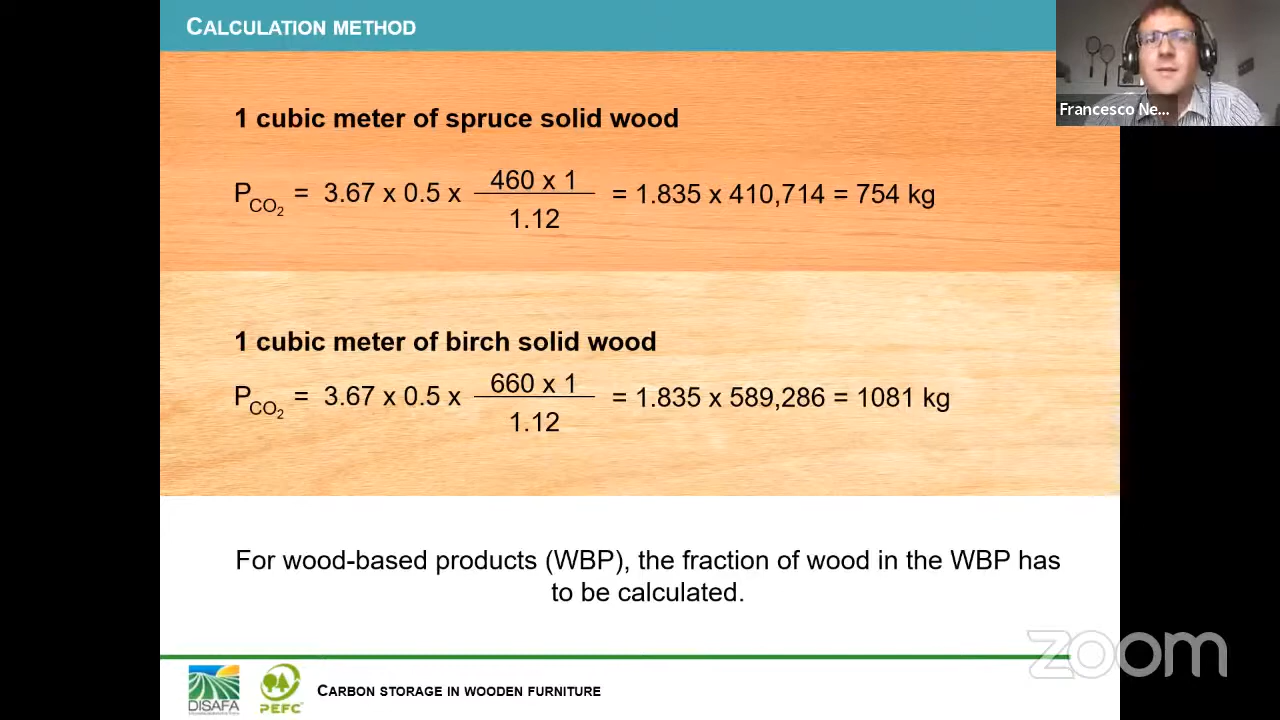 CALCULATION METHOD
Francesco Ne...
1 cubic meter of spruce solid wood
P CO2 = 3.67 x 0.5 x 460 x 1 / 1.12 = 1.835 x 410,714 = 754 kg
1 cubic meter of birch solid wood
P CO2 = 3.67 x 0.5 x 660 x 1 / 1.12 = 1.835 x 589,286 = 1081 kg
For wood-based products (WBP), the fraction of wood in the WBP has
to be calculated.
zoom
DISAFA
PEFC
CARBON STORAGE IN WOODEN FURNITURE